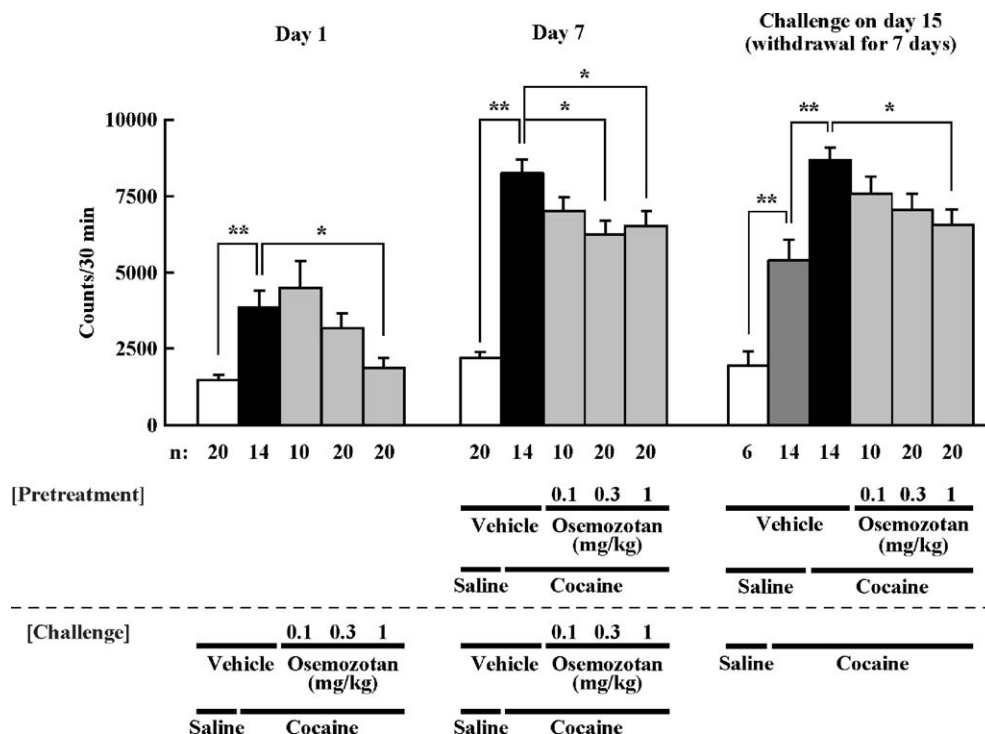 Day 1
Day 7
Challenge on day 15
(withdrawal for 7 days)
Counts/30 min
10000
7500
5000
2500
0
**
*
**
*
*
**
**
*
n: 20 14 10 20 20
20 14 10 20 20
6 14 14 10 20 20
[Pretreatment]
0.1 0.3 1
Vehicle Osemozotan
(mg/kg)
Saline Cocaine
0.1 0.3 1
Vehicle Osemozotan
(mg/kg)
Saline Cocaine
[Challenge]
0.1 0.3 1
Vehicle Osemozotan
(mg/kg)
Saline Cocaine
0.1 0.3 1
Vehicle Osemozotan
(mg/kg)
Saline Cocaine
Saline Cocaine